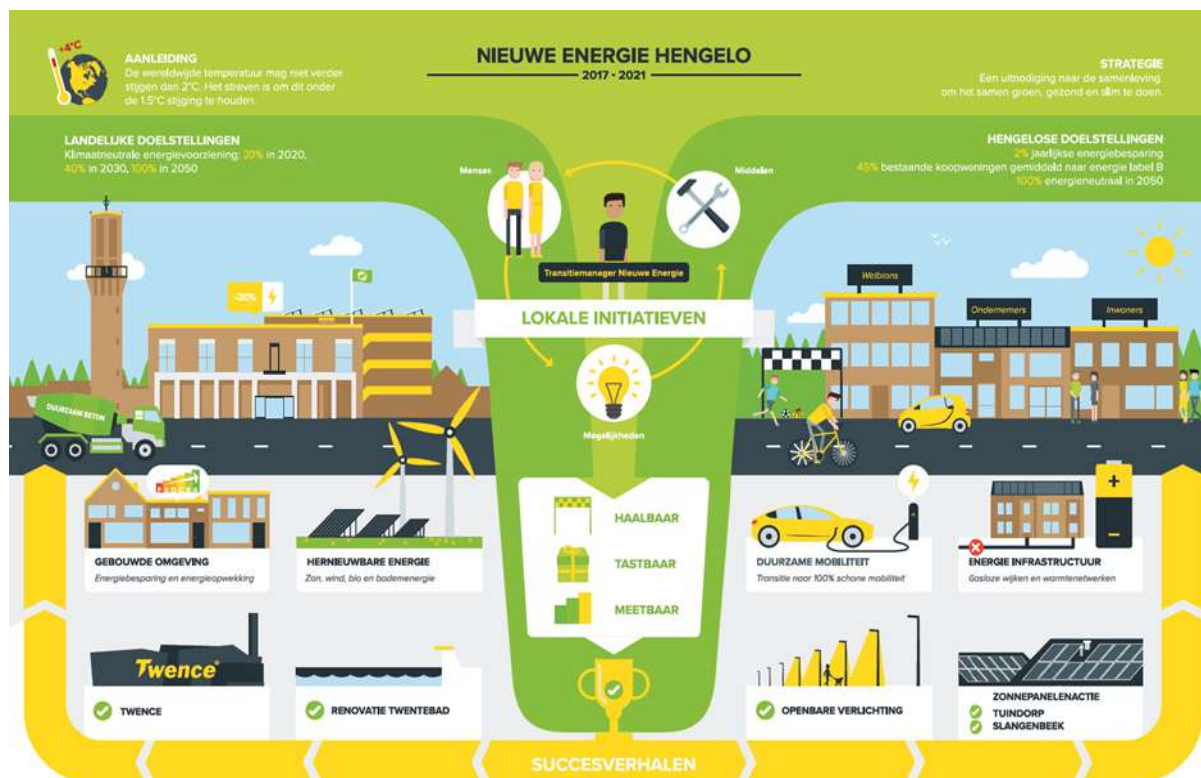 NIEUWE ENERGIE HENGELO
2017 - 2021
+4°C
AANLEIDING
De wereldwijde temperatuur mag niet verder
stijgen dan 2°C. Het streven is om dit onder
de 1.5°C stijging te houden.
STRATEGIE
Een uitnodiging naar de samenleving
om het samen groen, gezond en slim te doen.
LANDELIJKE DOELSTELLINGEN
Klimaatneutrale energievoorziening: 20% in 2020,
40% in 2030, 100% in 2050
HENGELOSE DOELSTELLINGEN
2% jaarlijkse energiebesparing
45% bestaande koopwoningen gemiddeld naar energie label B
100% energieneutraal in 2050
Mensen
Middelen
Transitiemanager Nieuwe Energie
LOKALE INITIATIEVEN
Mogelijkheden
-30%
DUURZAAM BETON
Welbions
Ondernemers
Inwoners
HAALBAAR
TASTBAAR
MEETBAAR
GEBOUWDE OMGEVING
Energiebesparing en energieopwekking
HERNIEUWBARE ENERGIE
Zon, wind, bio en bodemenergie
DUURZAME MOBILITEIT
Transitie naar 100% schone mobiliteit
ENERGIE INFRASTRUCTUUR
Gasloze wijken en warmtenetwerken
Twence
TWENCE
RENOVATIE TWENTEBAD
OPENBARE VERLICHTING
ZONNEPANELENACTIE
TUINDORP
SLANGENBEEK
SUCCESVERHALEN